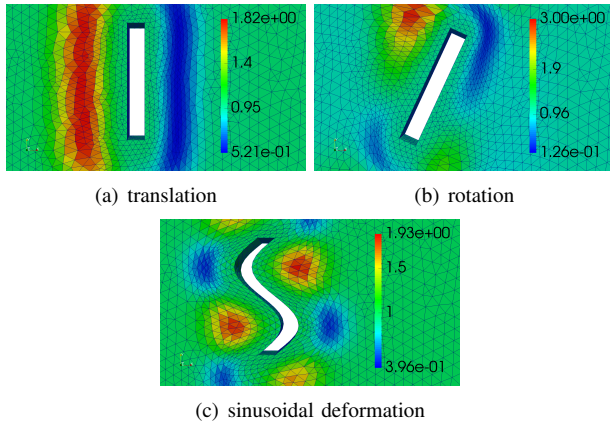 1.82e+00
1.4
0.95
5.21e-01
3.00e+00
1.9
0.96
1.26e-01
(a) translation
(b) rotation
1.93e+00
1.5
1
3.96e-01
(c) sinusoidal deformation